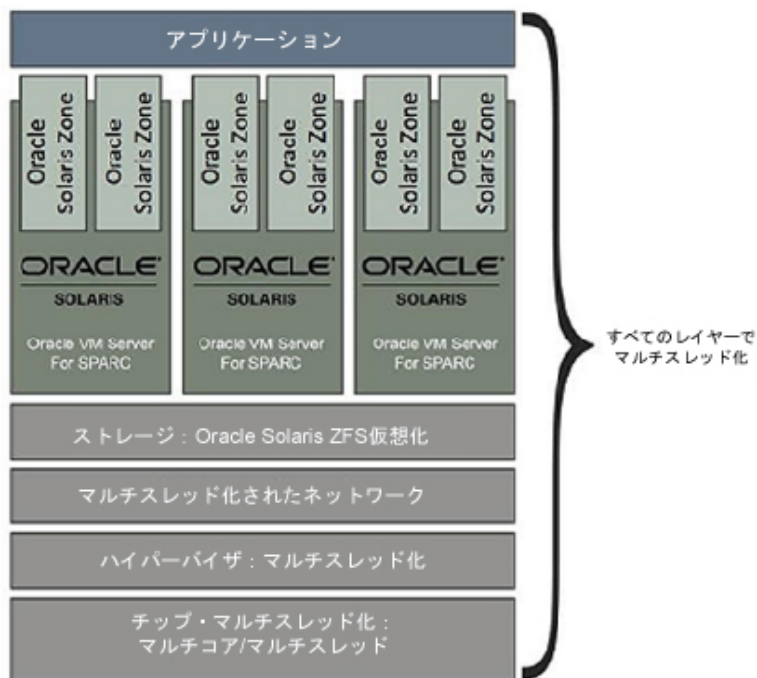 アプリケーション
Oracle
Solaris Zone
Oracle
Solaris Zone
Oracle
Solaris Zone
Oracle
Solaris Zone
Oracle
Solaris Zone
Oracle
Solaris Zone
ORACLE
SOLARIS
Oracle VM Server
For SPARC
ORACLE
SOLARIS
Oracle VM Server
For SPARC
ORACLE
SOLARIS
Oracle VM Server
For SPARC
ストレージ：Oracle Solaris ZFS仮想化
マルチスレッド化されたネットワーク
ハイパーバイザ：マルチスレッド化
チップ・マルチスレッド化：
マルチコア/マルチスレッド
すべてのレイヤーで
マルチスレッド化